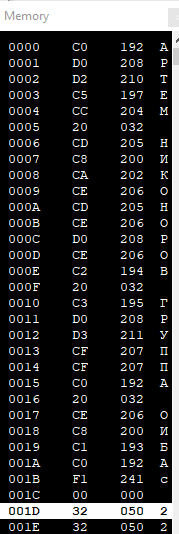 Memory
0000 C0 192 А
0001 D0 208 Р
0002 D2 210 Т
0003 C5 197 Е
0004 CC 204 М
0005 20 032
0006 CD 205 Н
0007 C8 200 И
0008 CA 202 К
0009 CE 206 О
000A CD 205 Н
000B CE 206 О
000C D0 208 Р
000D CE 206 О
000E C2 194 В
000F 20 032
0010 C3 195 Г
0011 D0 208 Р
0012 D3 211 У
0013 CF 207 П
0014 CF 207 П
0015 C0 192 А
0016 20 032
0017 CE 206 О
0018 C8 200 И
0019 C1 193 Б
001A C0 192 А
001B F1 241 с
001C 00 000
001D 32 050 2
001E 32 050 2